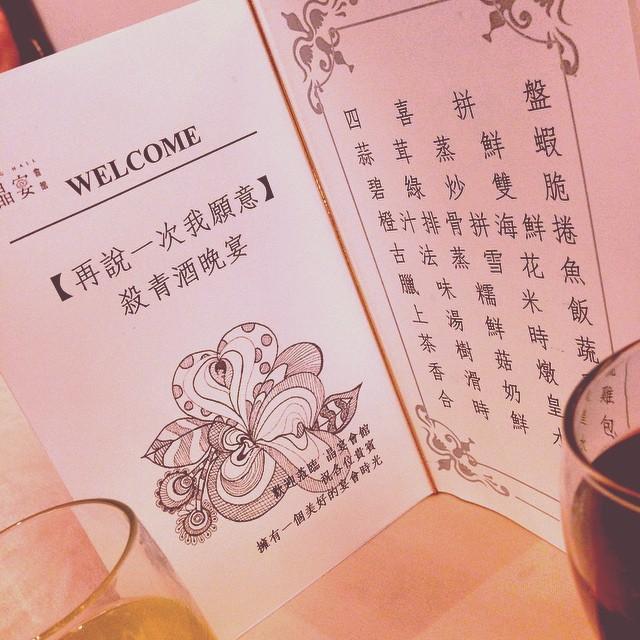 晶宴
會館
WELCOME
【再說一次我願意】
殺青酒晚宴
歡迎蒞臨 晶宴會館
祝各位貴賓
擁有一個美好的宴會時光
四喜拼盤
蒜茸蒸鮮蝦
碧綠炒雙脆
橙汁排骨拼海鮮捲
古法蒸雪花魚
臘味糯米飯
上湯鮮時蔬
茶樹菇燉雞
香滑奶皇包
合時鮮水